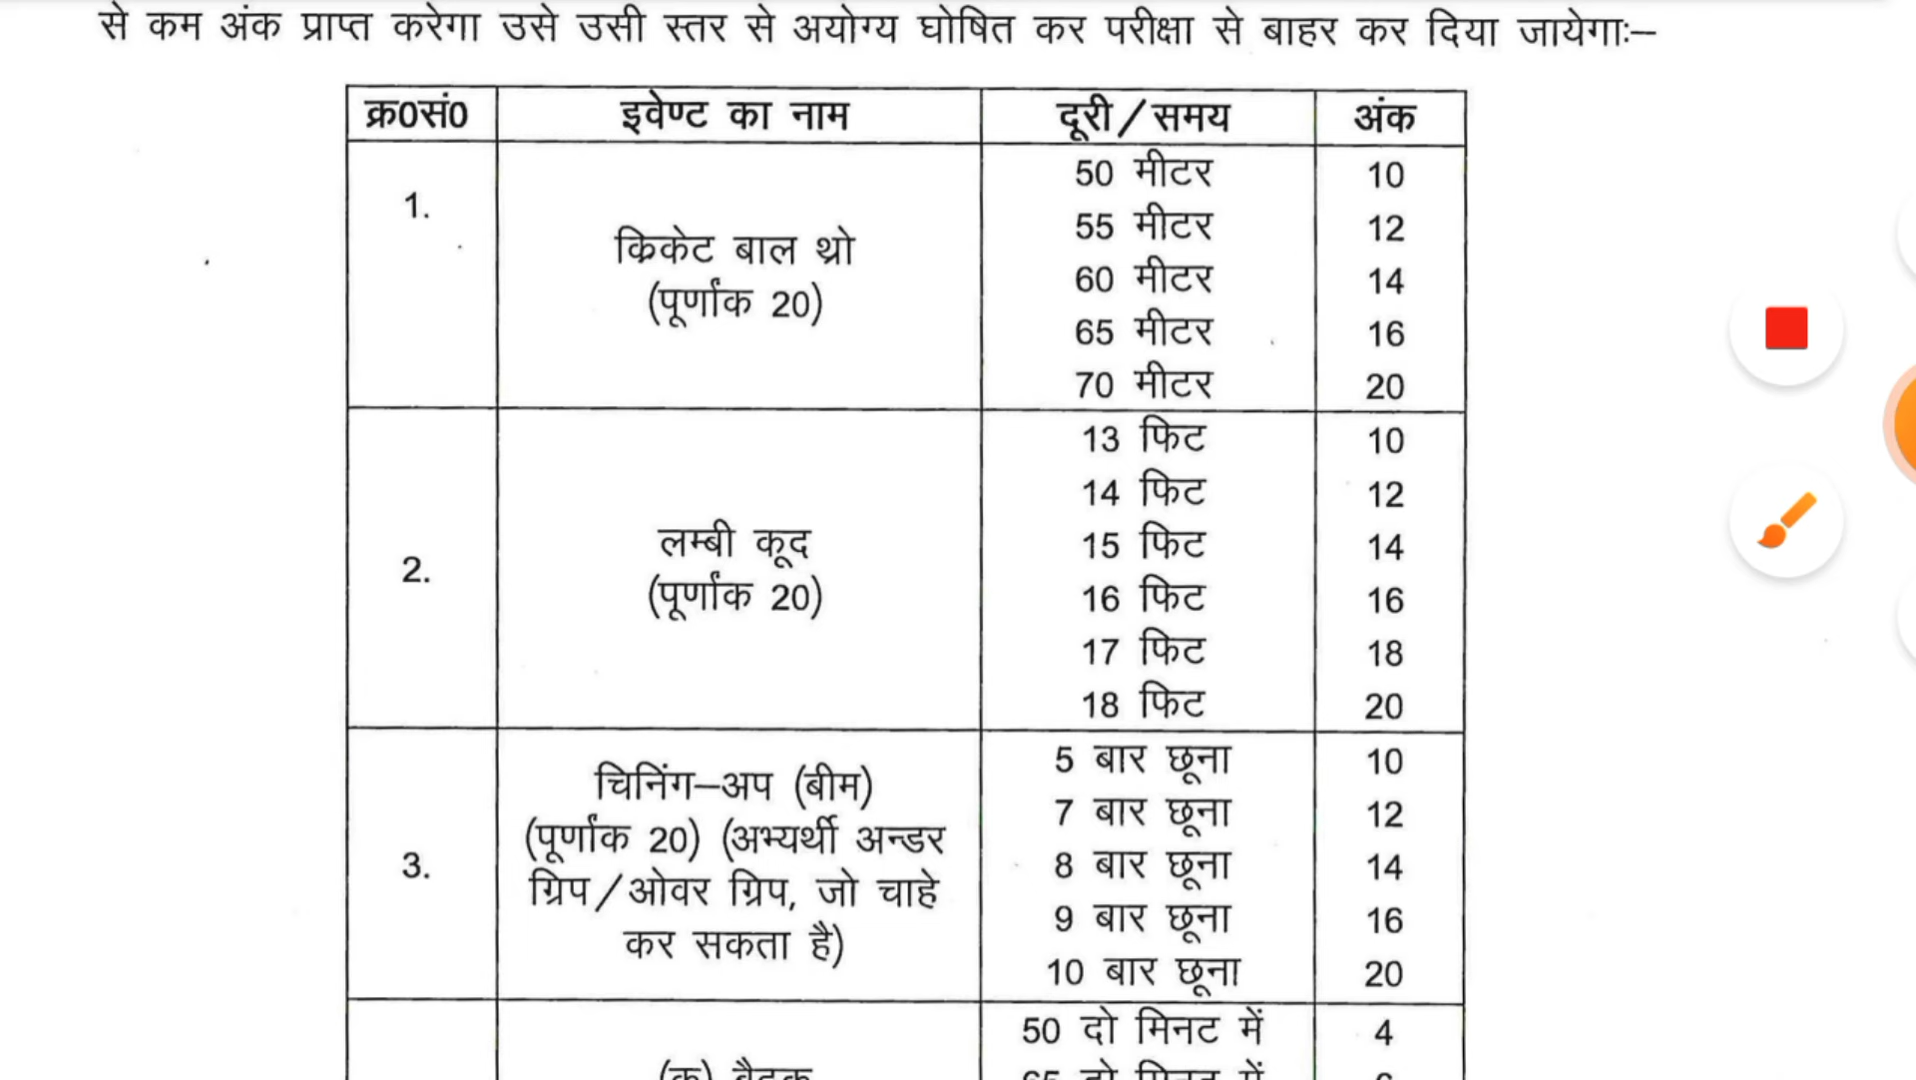 से कम अंक प्राप्त करेगा उसे उसी स्तर से अयोग्य घोषित कर परीक्षा से बाहर कर दिया जायेगाः–
क्र0सं0 इवेण्ट का नाम दूरी/समय अंक
1. क्रिकेट बाल थ्रो
(पूर्णांक 20)
50 मीटर 10
55 मीटर 12
60 मीटर 14
65 मीटर 16
70 मीटर 20
2. लम्बी कूद
(पूर्णांक 20)
13 फिट 10
14 फिट 12
15 फिट 14
16 फिट 16
17 फिट 18
18 फिट 20
3. चिनिंग–अप (बीम)
(पूर्णांक 20) (अभ्यर्थी अन्डर
ग्रिप/ओवर ग्रिप, जो चाहे
कर सकता है)
5 बार छूना 10
7 बार छूना 12
8 बार छूना 14
9 बार छूना 16
10 बार छूना 20
(क) बैठक
50 दो मिनट में 4
65 दो मिनट में